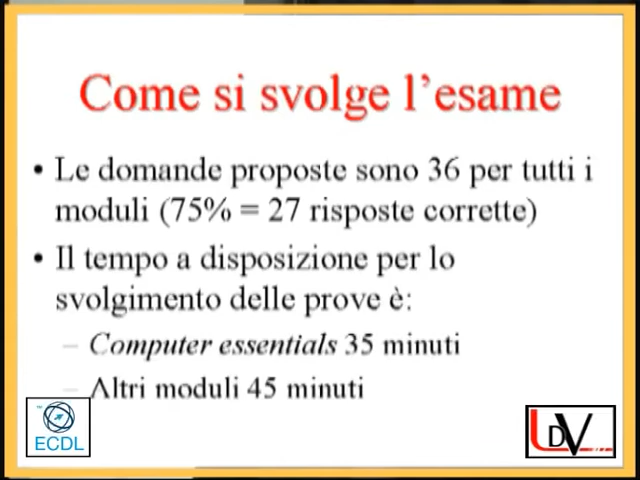 Come si svolge l'esame
• Le domande proposte sono 36 per tutti i
moduli (75% = 27 risposte corrette)
• Il tempo a disposizione per lo
svolgimento delle prove è:
– Computer essentials 35 minuti
– Altri moduli 45 minuti
ECDL
LDV